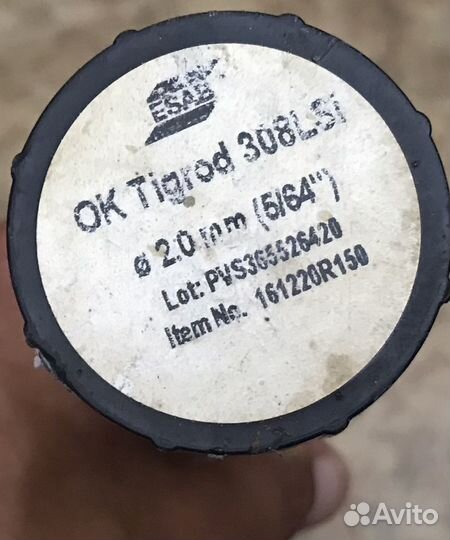 ESAB
OK Tigrod 308LSi
ø 2.0 mm (5/64")
Lot: PVS365526420
Item No. 161220R150
Avito